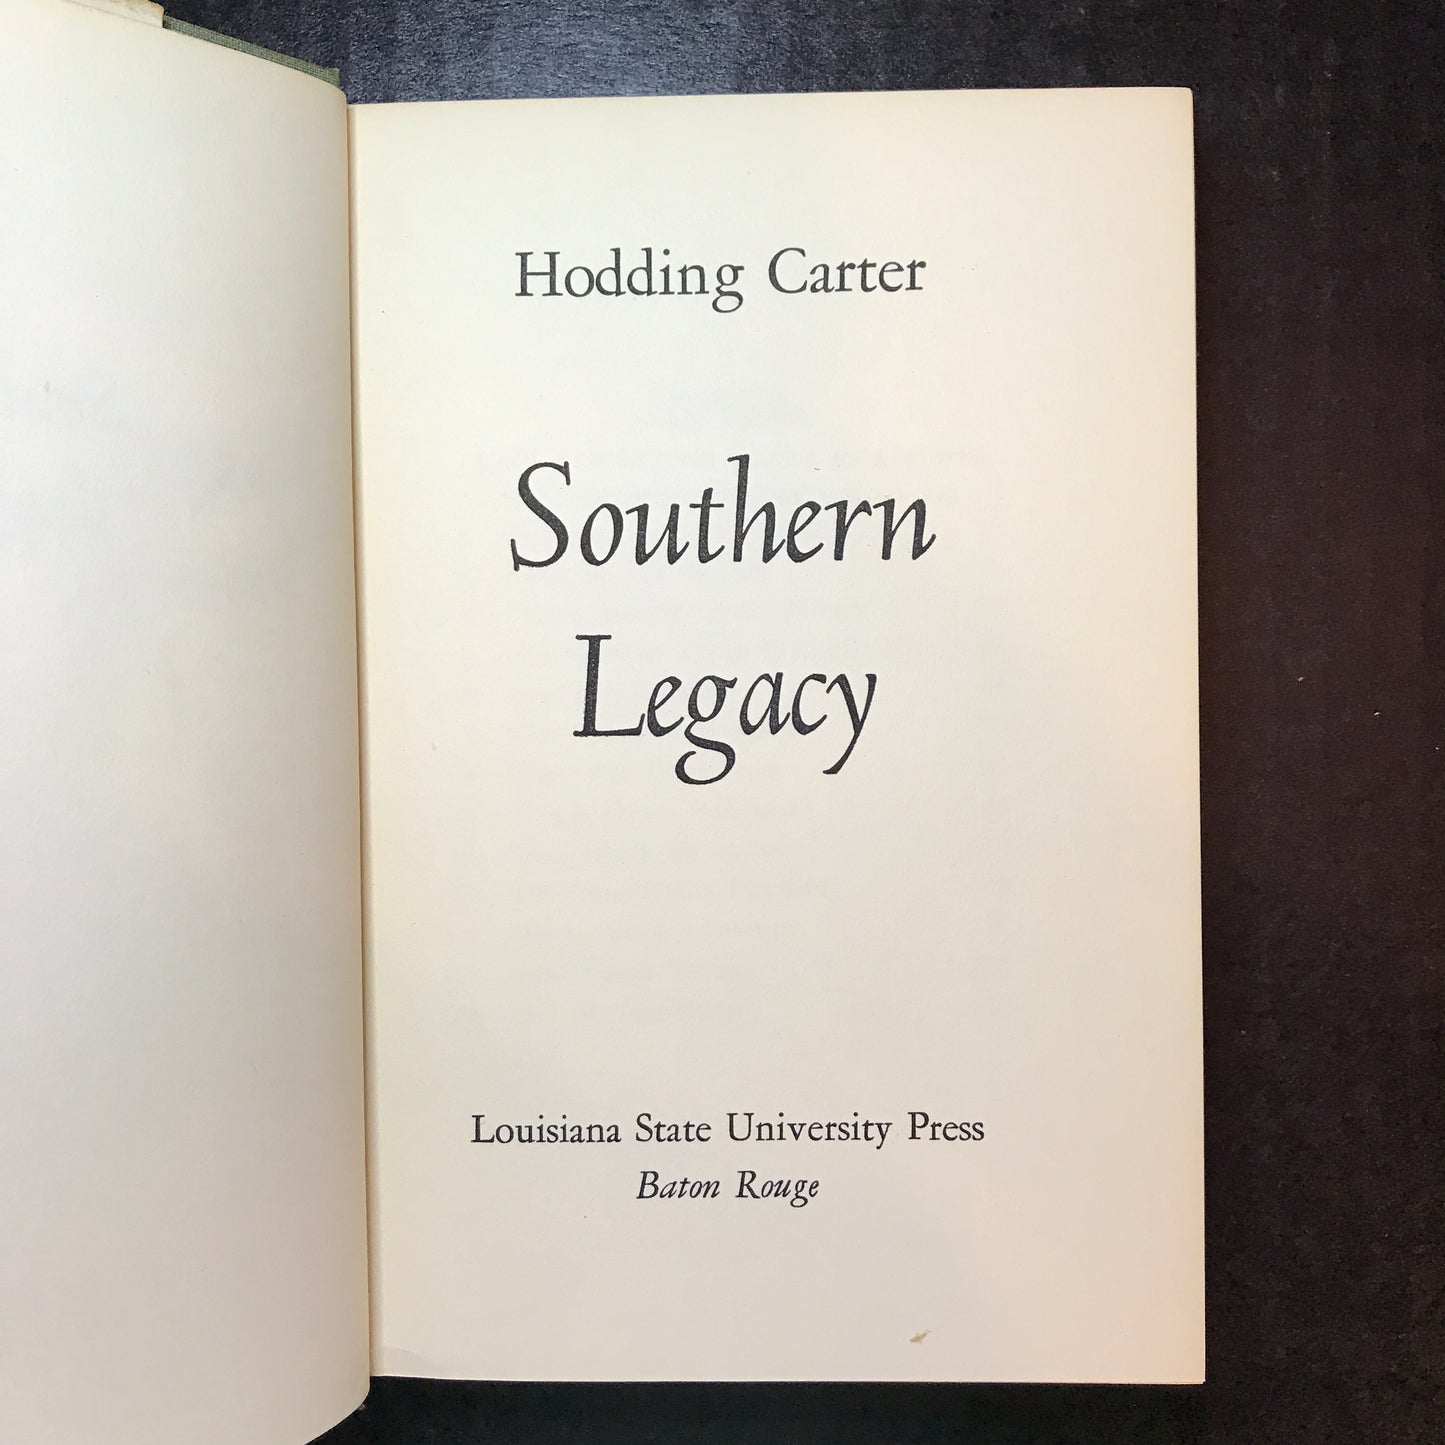 Hodding Carter
Southern
Legacy
Louisiana State University Press
Baton Rouge